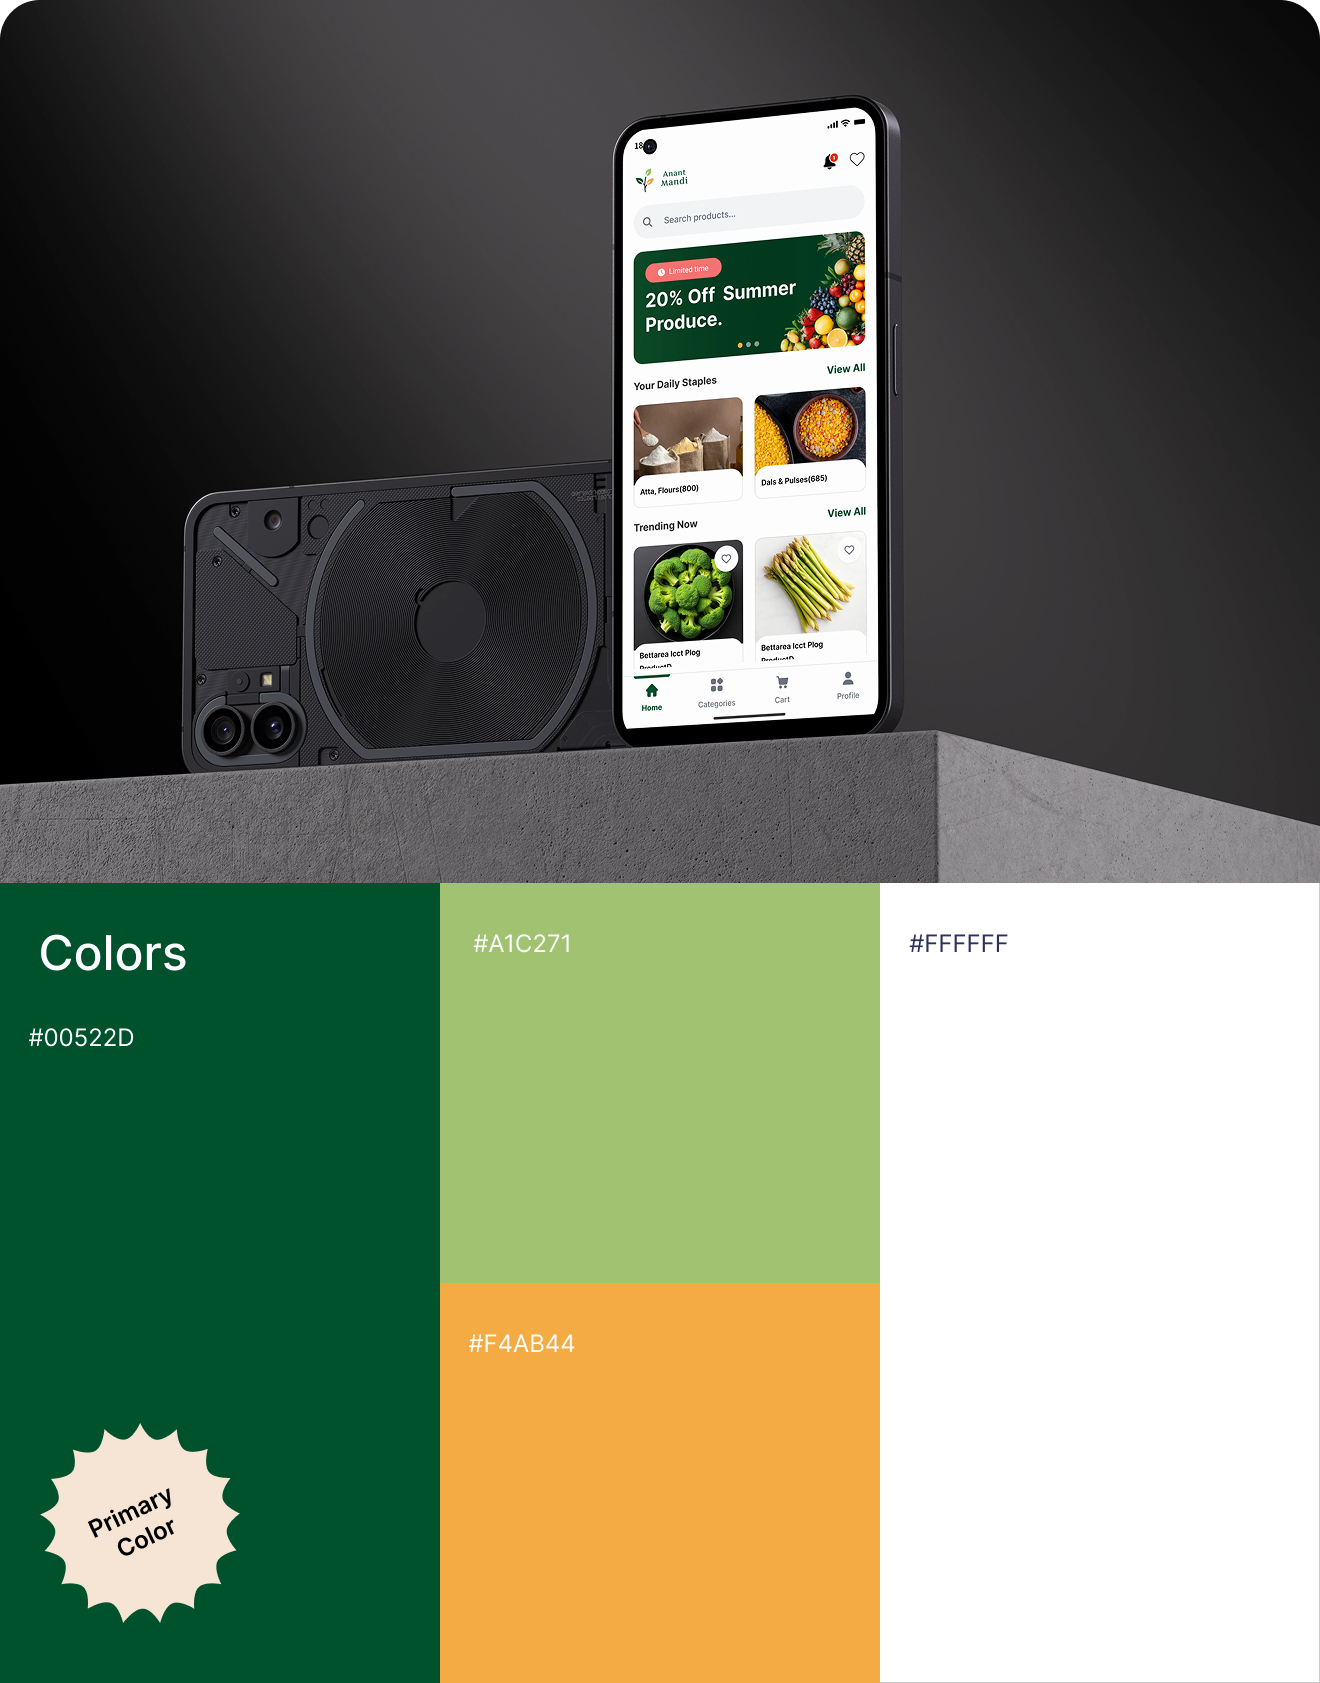 18
Anant
Mandi
Search products...
Limited time
20% Off Summer
Produce.
Your Daily Staples
View All
Atta, Flours(800)
Dals & Pulses(685)
Trending Now
View All
Bettarea Icct Plog
Bettarea Icct Plog
Home
Categories
Cart
Profile
Colors
#00522D
#A1C271
#FFFFFF
#F4AB44
Primary
Color